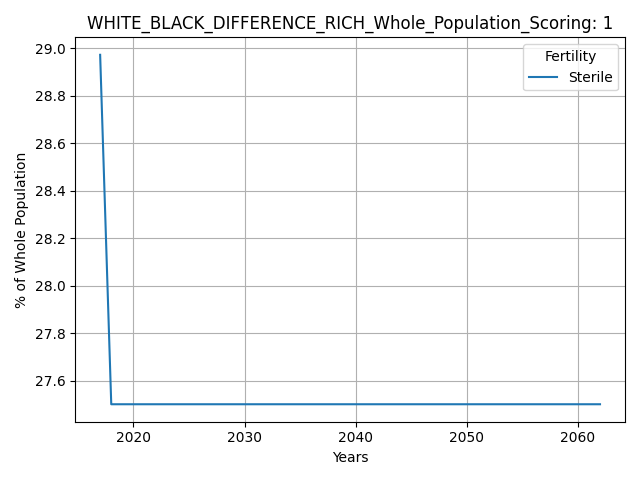 WHITE_BLACK_DIFFERENCE_RICH_Whole_Population_Scoring: 1
29.0
28.8
28.6
28.4
28.2
28.0
27.8
27.6
% of Whole Population
Fertility
Sterile
2020 2030 2040 2050 2060
Years